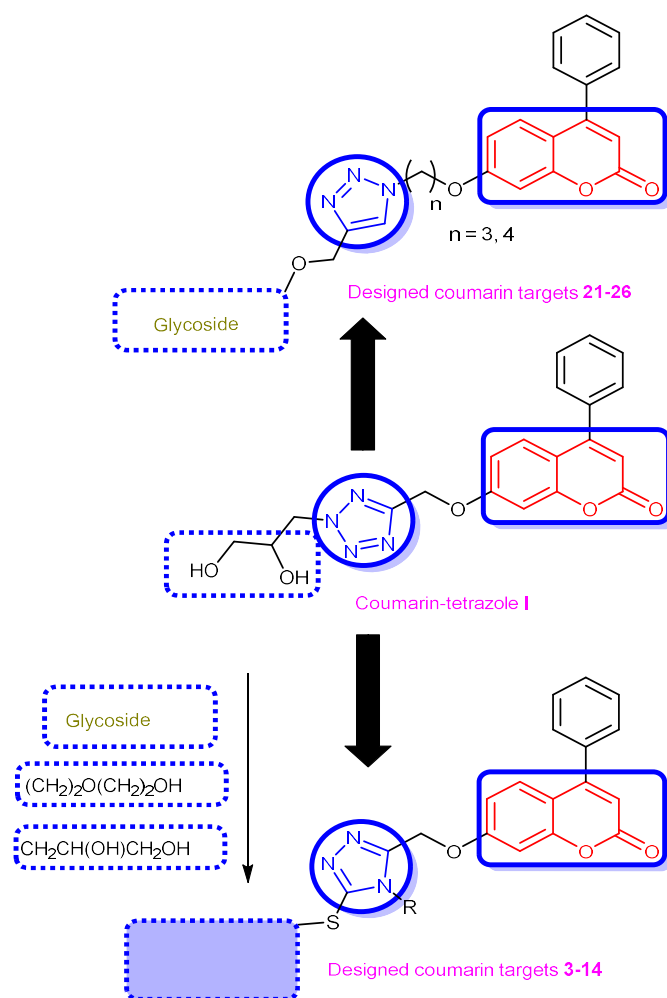 N
N
N
( )
n
O
O
O
n = 3, 4
O
Designed coumarin targets 21-26
Glycoside
N
N
N
N
O
O
O
HO
OH
Coumarin-tetrazole I
Glycoside
(CH2)2O(CH2)2OH
CH2CH(OH)CH2OH
N
N
N
R
O
O
O
S
Designed coumarin targets 3-14